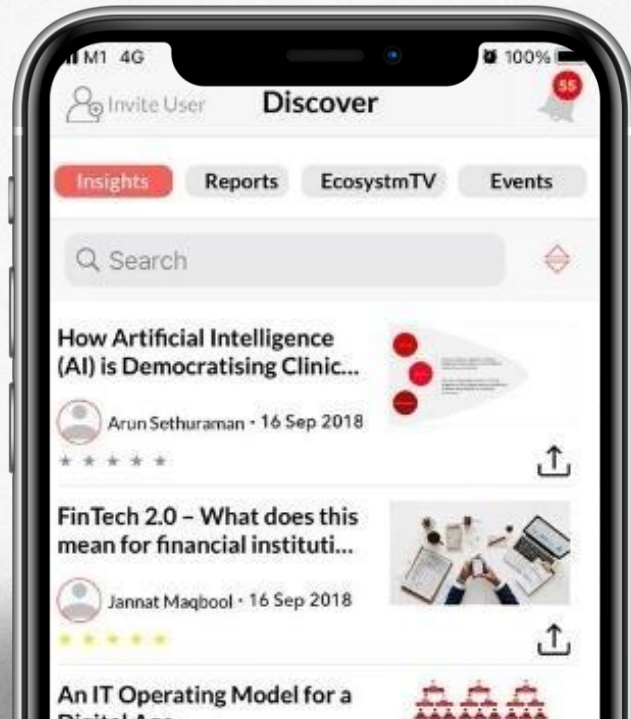 M1 4G
100%
Invite User
Discover
55
Insights
Reports
EcosystmTV
Events
Search
How Artificial Intelligence
(AI) is Democratising Clinic...
Arun Sethuraman • 16 Sep 2018
FinTech 2.0 – What does this
mean for financial instituti...
Jannat Maqbool • 16 Sep 2018
An IT Operating Model for a
Digital Age